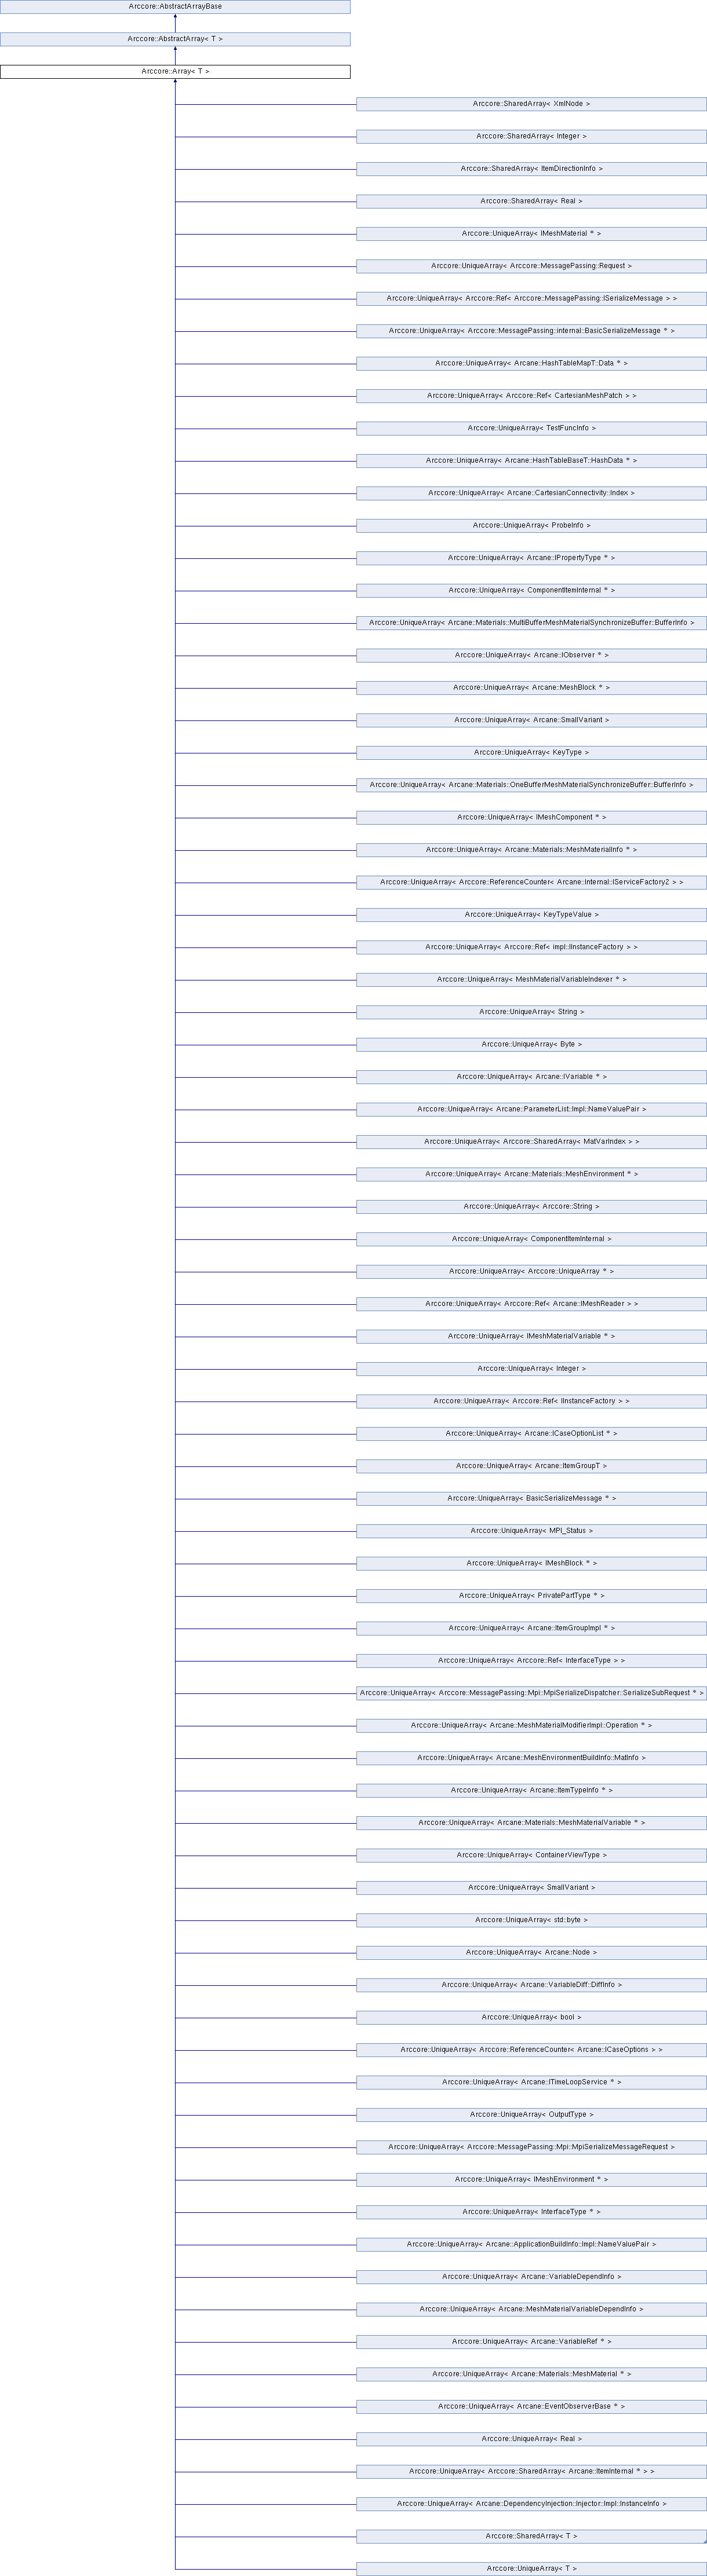 Arccore::AbstractArrayBase
Arccore::AbstractArray< T >
Arccore::Array< T >
Arccore::SharedArray< XmlNode >
Arccore::SharedArray< Integer >
Arccore::SharedArray< ItemDirectionInfo >
Arccore::SharedArray< Real >
Arccore::UniqueArray< IMeshMaterial * >
Arccore::UniqueArray< Arccore::MessagePassing::Request >
Arccore::UniqueArray< Arccore::Ref< Arccore::MessagePassing::ISerializeMessage > >
Arccore::UniqueArray< Arccore::MessagePassing::internal::BasicSerializeMessage * >
Arccore::UniqueArray< Arcane::HashTableMapT::Data * >
Arccore::UniqueArray< Arccore::Ref< CartesianMeshPatch > >
Arccore::UniqueArray< TestFuncInfo >
Arccore::UniqueArray< Arcane::HashTableBaseT::HashData * >
Arccore::UniqueArray< Arcane::CartesianConnectivity::Index >
Arccore::UniqueArray< ProbeInfo >
Arccore::UniqueArray< Arcane::IPropertyType * >
Arccore::UniqueArray< ComponentItemInternal * >
Arccore::UniqueArray< Arcane::Materials::MultiBufferMeshMaterialSynchronizeBuffer::BufferInfo >
Arccore::UniqueArray< Arcane::IObserver * >
Arccore::UniqueArray< Arcane::MeshBlock * >
Arccore::UniqueArray< Arcane::SmallVariant >
Arccore::UniqueArray< KeyType >
Arccore::UniqueArray< Arcane::Materials::OneBufferMeshMaterialSynchronizeBuffer::BufferInfo >
Arccore::UniqueArray< IMeshComponent * >
Arccore::UniqueArray< Arcane::Materials::MeshMaterialInfo * >
Arccore::UniqueArray< Arccore::ReferenceCounter< Arcane::Internal::IServiceFactory2 > >
Arccore::UniqueArray< KeyTypeValue >
Arccore::UniqueArray< Arccore::Ref< impl::IInstanceFactory > >
Arccore::UniqueArray< MeshMaterialVariableIndexer * >
Arccore::UniqueArray< String >
Arccore::UniqueArray< Byte >
Arccore::UniqueArray< Arcane::IVariable * >
Arccore::UniqueArray< Arcane::ParameterList::Impl::NameValuePair >
Arccore::UniqueArray< Arccore::SharedArray< MatVarIndex > >
Arccore::UniqueArray< Arcane::Materials::MeshEnvironment * >
Arccore::UniqueArray< Arccore::String >
Arccore::UniqueArray< ComponentItemInternal >
Arccore::UniqueArray< Arccore::UniqueArray * >
Arccore::UniqueArray< Arccore::Ref< Arcane::IMeshReader > >
Arccore::UniqueArray< IMeshMaterialVariable * >
Arccore::UniqueArray< Integer >
Arccore::UniqueArray< Arccore::Ref< IInstanceFactory > >
Arccore::UniqueArray< Arcane::ICaseOptionList * >
Arccore::UniqueArray< Arcane::ItemGroupT >
Arccore::UniqueArray< BasicSerializeMessage * >
Arccore::UniqueArray< MPI_Status >
Arccore::UniqueArray< IMeshBlock * >
Arccore::UniqueArray< PrivatePartType * >
Arccore::UniqueArray< Arcane::ItemGroupImpl * >
Arccore::UniqueArray< Arccore::Ref< InterfaceType > >
Arccore::UniqueArray< Arccore::MessagePassing::Mpi::MpiSerializeDispatcher::SerializeSubRequest * >
Arccore::UniqueArray< Arcane::MeshMaterialModifierImpl::Operation * >
Arccore::UniqueArray< Arcane::MeshEnvironmentBuildInfo::MatInfo >
Arccore::UniqueArray< Arcane::ItemTypeInfo * >
Arccore::UniqueArray< Arcane::Materials::MeshMaterialVariable * >
Arccore::UniqueArray< ContainerViewType >
Arccore::UniqueArray< SmallVariant >
Arccore::UniqueArray< std::byte >
Arccore::UniqueArray< Arcane::Node >
Arccore::UniqueArray< Arcane::VariableDiff::DiffInfo >
Arccore::UniqueArray< bool >
Arccore::UniqueArray< Arccore::ReferenceCounter< Arcane::ICaseOptions > >
Arccore::UniqueArray< Arcane::ITimeLoopService * >
Arccore::UniqueArray< OutputType >
Arccore::UniqueArray< Arccore::MessagePassing::Mpi::MpiSerializeMessageRequest >
Arccore::UniqueArray< IMeshEnvironment * >
Arccore::UniqueArray< InterfaceType * >
Arccore::UniqueArray< Arcane::ApplicationBuildInfo::Impl::NameValuePair >
Arccore::UniqueArray< Arcane::VariableDependInfo >
Arccore::UniqueArray< Arcane::MeshMaterialVariableDependInfo >
Arccore::UniqueArray< Arcane::VariableRef * >
Arccore::UniqueArray< Arcane::Materials::MeshMaterial * >
Arccore::UniqueArray< Arcane::EventObserverBase * >
Arccore::UniqueArray< Real >
Arccore::UniqueArray< Arccore::SharedArray< Arcane::ItemInternal * > >
Arccore::UniqueArray< Arcane::DependencyInjection::Injector::Impl::InstanceInfo >
Arccore::SharedArray< T >
Arccore::UniqueArray< T >